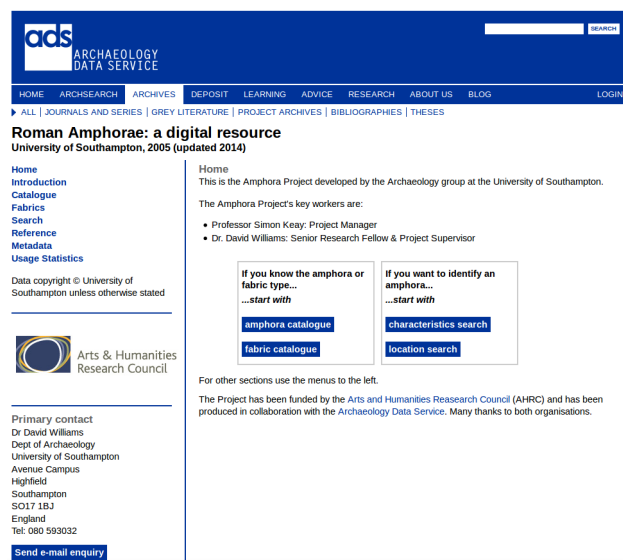 ads
ARCHAEOLOGY
DATA SERVICE
SEARCH
HOME ARCHSEARCH ARCHIVES DEPOSIT LEARNING ADVICE RESEARCH ABOUT US BLOG LOGIN
ALL | JOURNALS AND SERIES | GREY LITERATURE | PROJECT ARCHIVES | BIBLIOGRAPHIES | THESES
Roman Amphorae: a digital resource
University of Southampton, 2005 (updated 2014)
Home
Introduction
Catalogue
Fabrics
Search
Reference
Metadata
Usage Statistics
Data copyright © University of
Southampton unless otherwise stated
Arts & Humanities
Research Council
Primary contact
Dr David Williams
Dept of Archaeology
University of Southampton
Avenue Campus
Highfield
Southampton
SO17 1BJ
England
Tel: 080 593032
Send e-mail enquiry
Home
This is the Amphora Project developed by the Archaeology group at the University of Southampton.
The Amphora Project's key workers are:
• Professor Simon Keay: Project Manager
• Dr. David Williams: Senior Research Fellow & Project Supervisor
If you know the amphora or
fabric type...
...start with
amphora catalogue
fabric catalogue
If you want to identify an
amphora...
...start with
characteristics search
location search
For other sections use the menus to the left.
The Project has been funded by the Arts and Humanities Reasearch Council (AHRC) and has been
produced in collaboration with the Archaeology Data Service. Many thanks to both organisations.